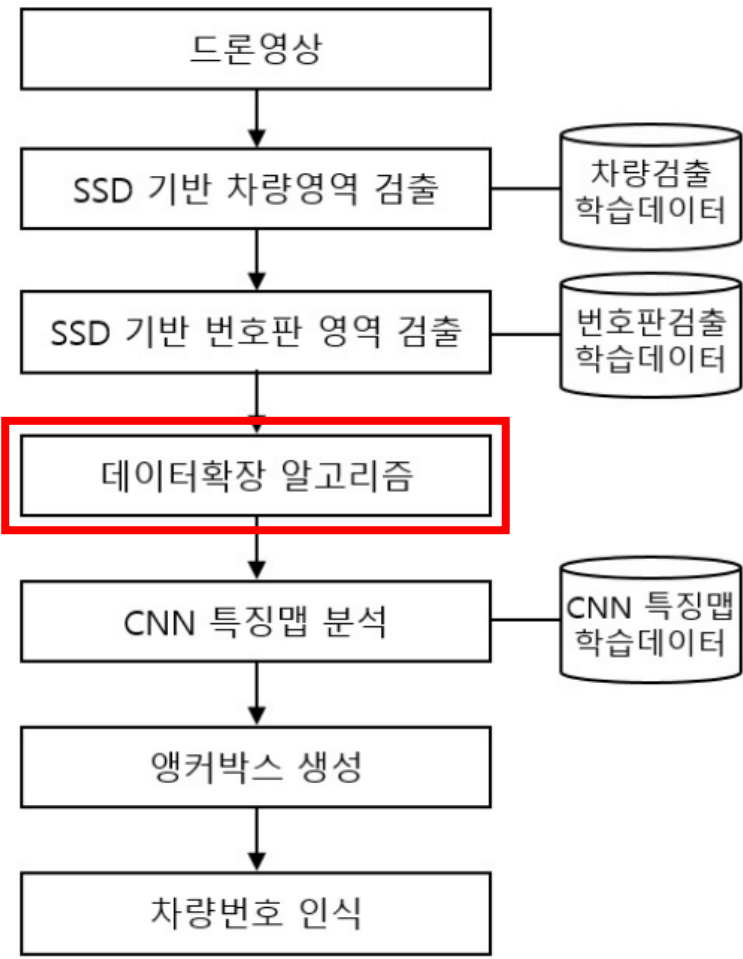 드론영상
SSD 기반 차량영역 검출
차량검출
학습데이터
SSD 기반 번호판 영역 검출
번호판검출
학습데이터
데이터확장 알고리즘
CNN 특징맵 분석
CNN 특징맵
학습데이터
앵커박스 생성
차량번호 인식